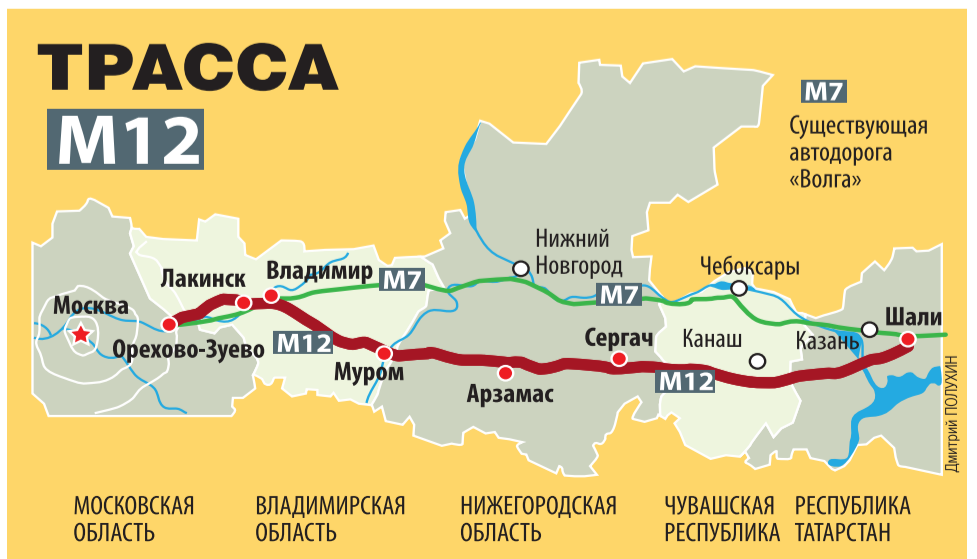 ТРАССА
М12
М7
Существующая
автодорога
«Волга»
Нижний
Новгород
Чебоксары
Лакинск
Владимир
М7
М7
Москва
Шали
Орехово-Зуево
М12
Сергач
Канаш
Казань
Муром
М12
Арзамас
Дмитрий ПОЛУХИН
МОСКОВСКАЯ
ОБЛАСТЬ
ВЛАДИМИРСКАЯ
ОБЛАСТЬ
НИЖЕГОРОДСКАЯ
ОБЛАСТЬ
ЧУВАШСКАЯ
РЕСПУБЛИКА
РЕСПУБЛИКА
ТАТАРСТАН